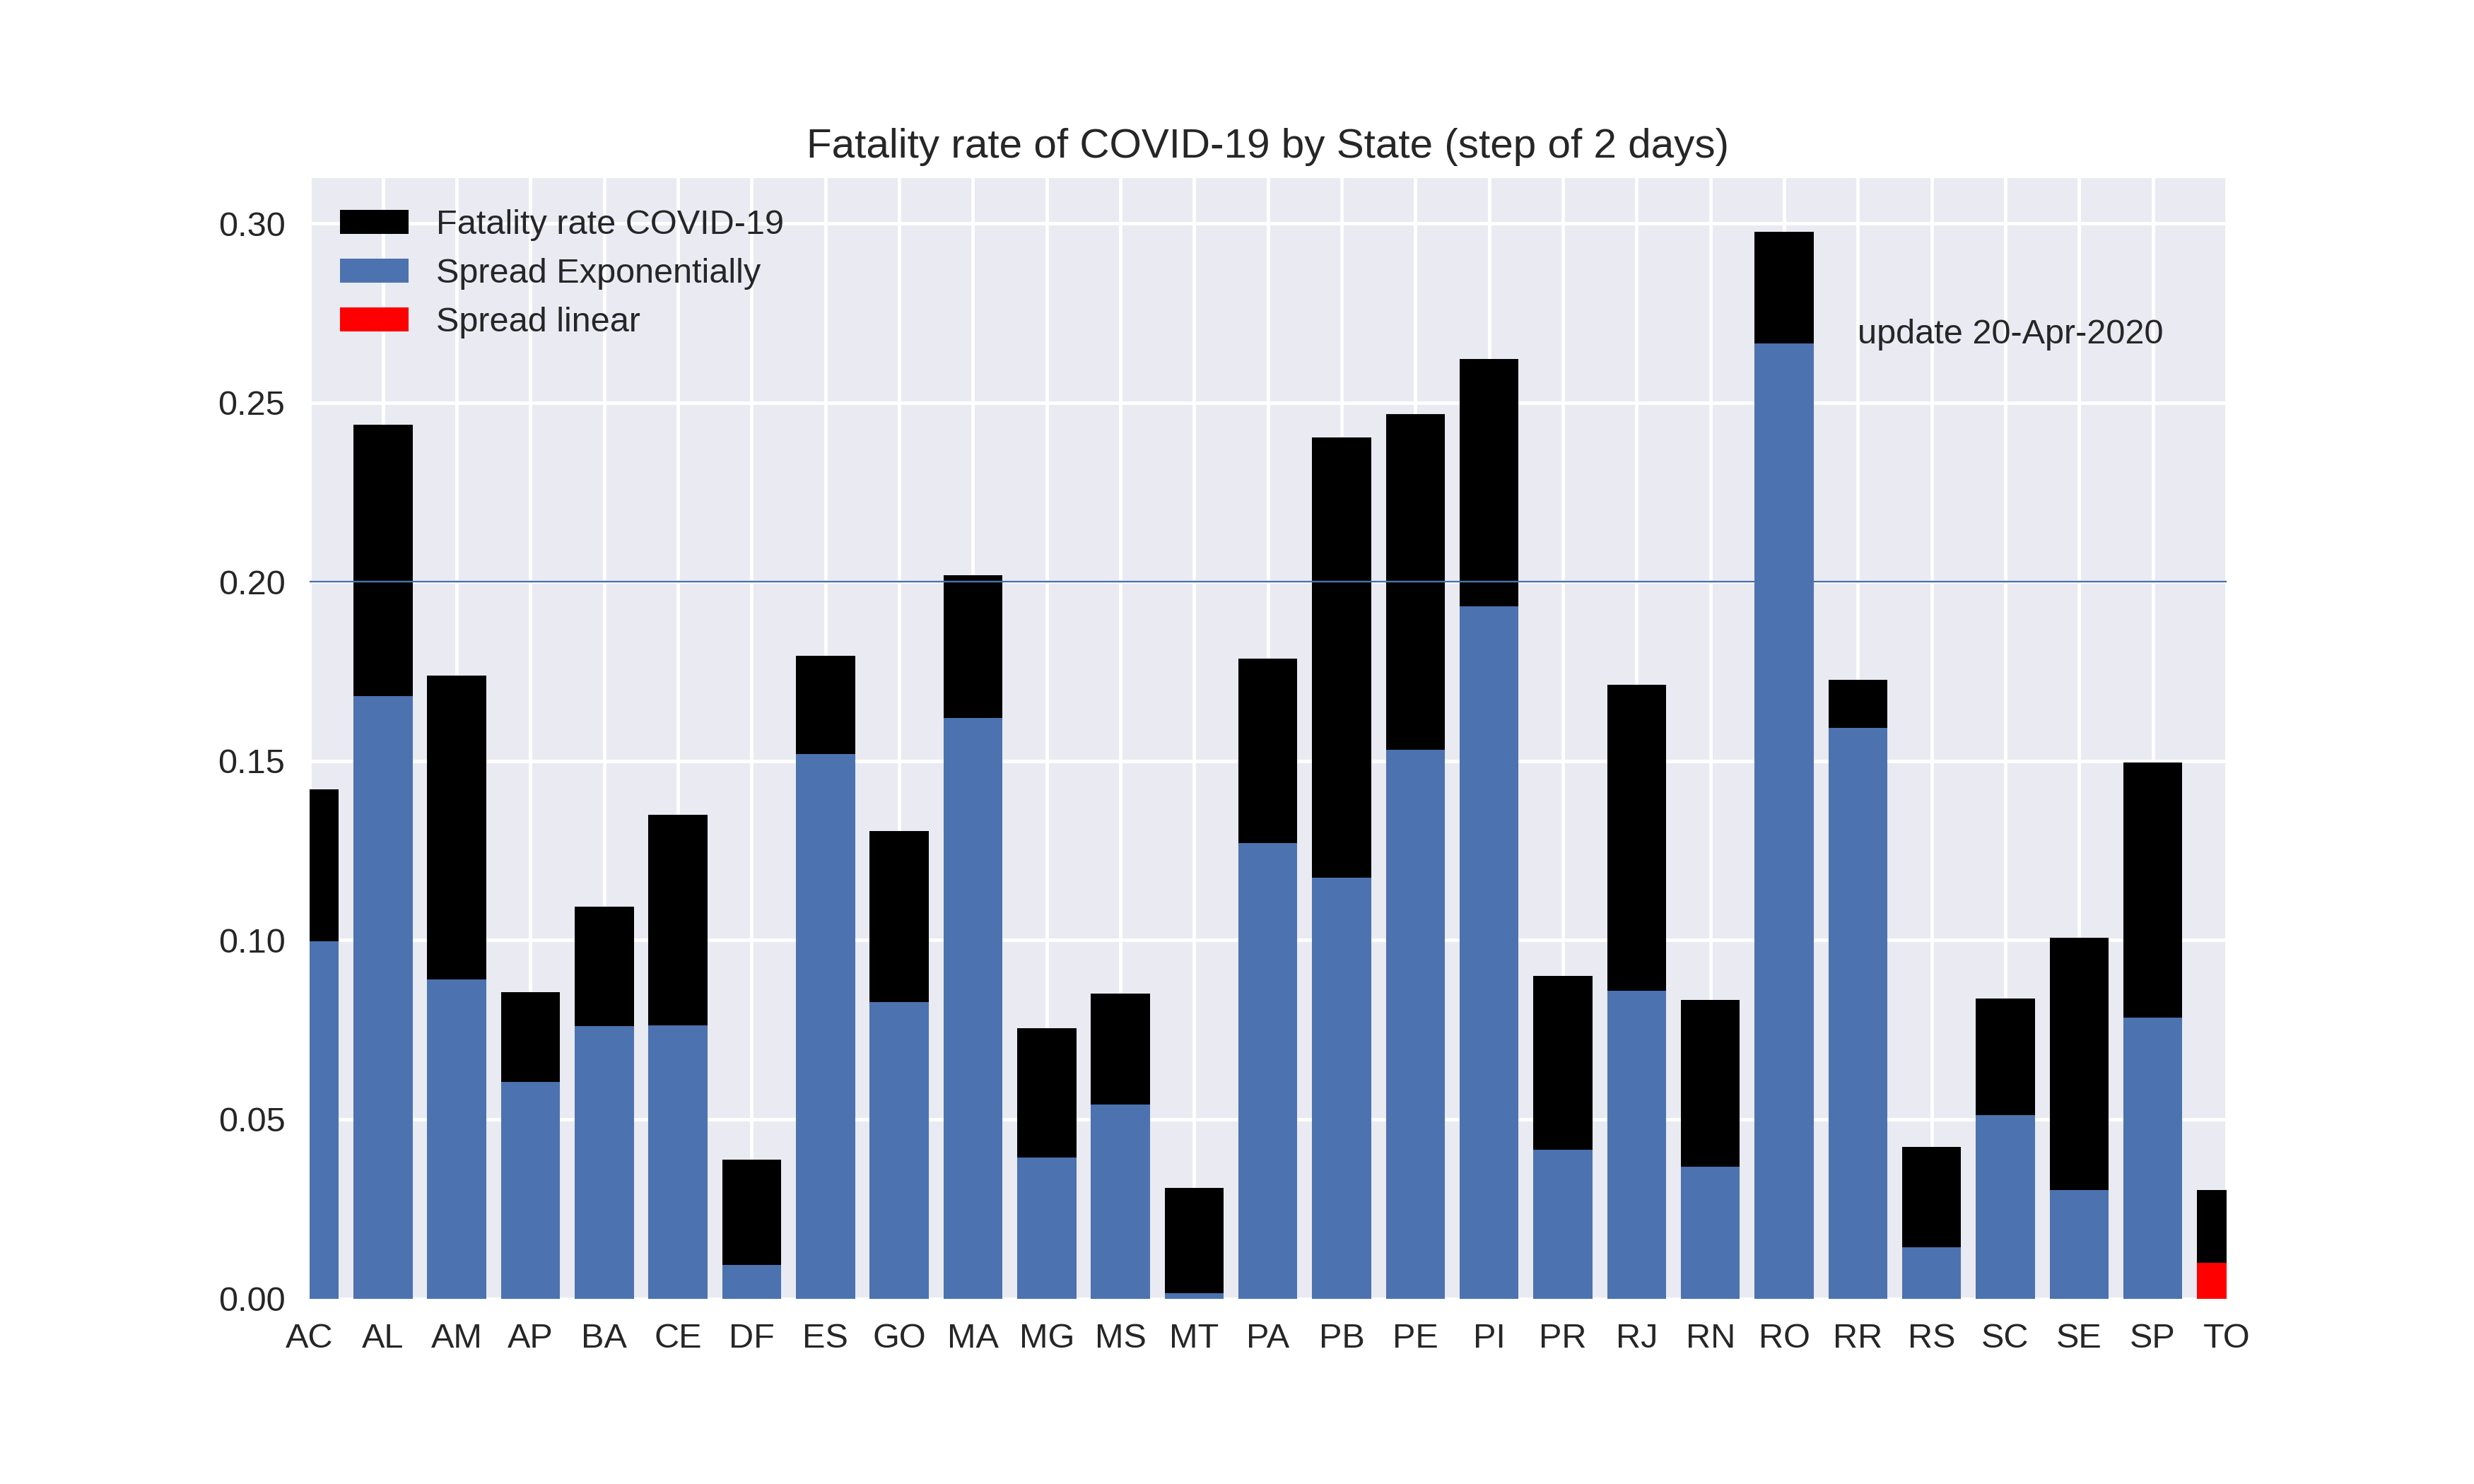 Fatality rate of COVID-19 by State (step of 2 days)
Fatality rate COVID-19
Spread Exponentially
Spread linear
update 20-Apr-2020
0.30
0.25
0.20
0.15
0.10
0.05
0.00
AC AL AM AP BA CE DF ES GO MA MG MS MT PA PB PE PI PR RJ RN RO RR RS SC SE SP TO